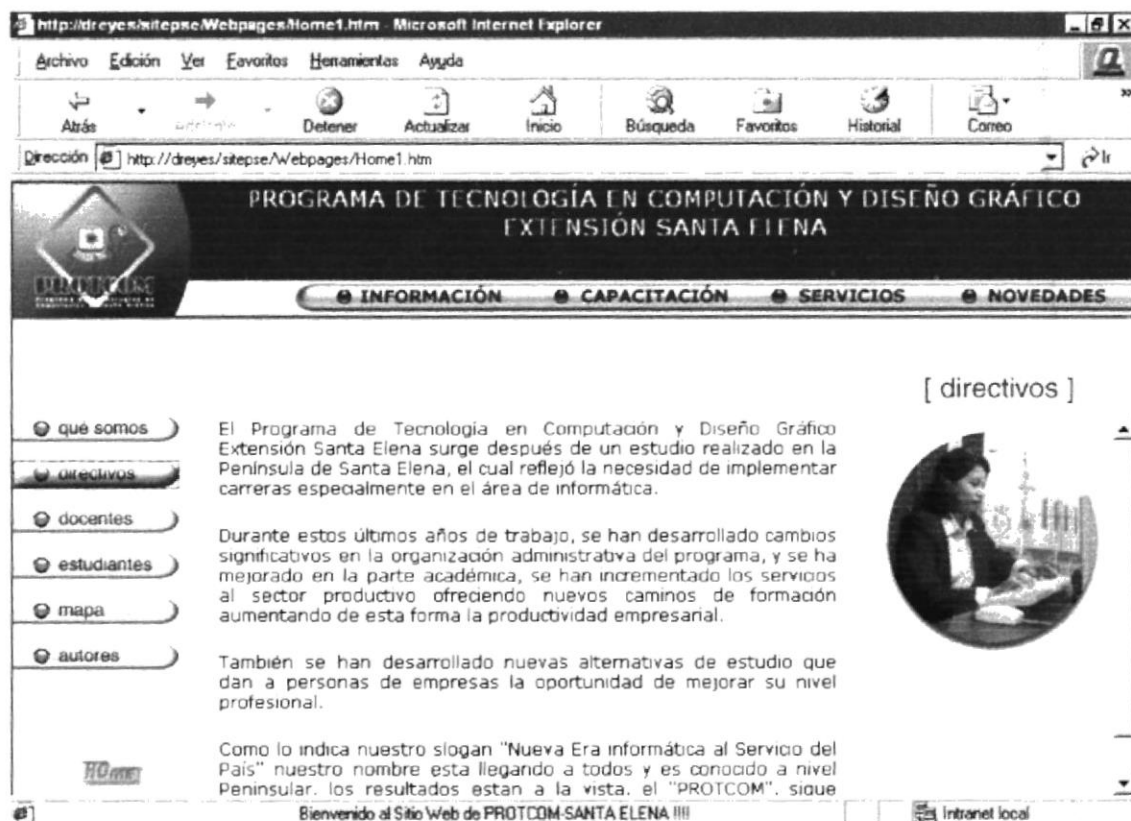 http://dreyes/sitepse/Webpages/Home1.htm - Microsoft Internet Explorer
Archivo Edición Ver Favoritos Herramientas Ayuda
Atrás Adelante Detener Actualizar Inicio Búsqueda Favoritos Historial Correo
Dirección http://dreyes/sitepse/Webpages/Home1.htm Ir
PROGRAMA DE TECNOLOGÍA EN COMPUTACIÓN Y DISEÑO GRÁFICO
EXTENSIÓN SANTA ELENA
PROTCOM
INFORMACIÓN CAPACITACIÓN SERVICIOS NOVEDADES
[ directivos ]
que somos
directivos
docentes
estudiantes
mapa
autores
HOME
El Programa de Tecnología en Computación y Diseño Gráfico
Extensión Santa Elena surge después de un estudio realizado en la
Península de Santa Elena, el cual reflejó la necesidad de implementar
carreras especialmente en el área de informática.
Durante estos últimos años de trabajo, se han desarrollado cambios
significativos en la organización administrativa del programa, y se ha
mejorado en la parte académica, se han incrementado los servicios
al sector productivo ofreciendo nuevos caminos de formación
aumentando de esta forma la productividad empresarial.
También se han desarrollado nuevas alternativas de estudio que
dan a personas de empresas la oportunidad de mejorar su nivel
profesional.
Como lo indica nuestro slogan "Nueva Era informática al Servicio del
País" nuestro nombre esta llegando a todos y es conocido a nivel
Peninsular, los resultados estan a la vista, el "PROTCOM", sigue
Bienvenido al Sitio Web de PROTCOM-SANTA ELENA !!!! Intranet local